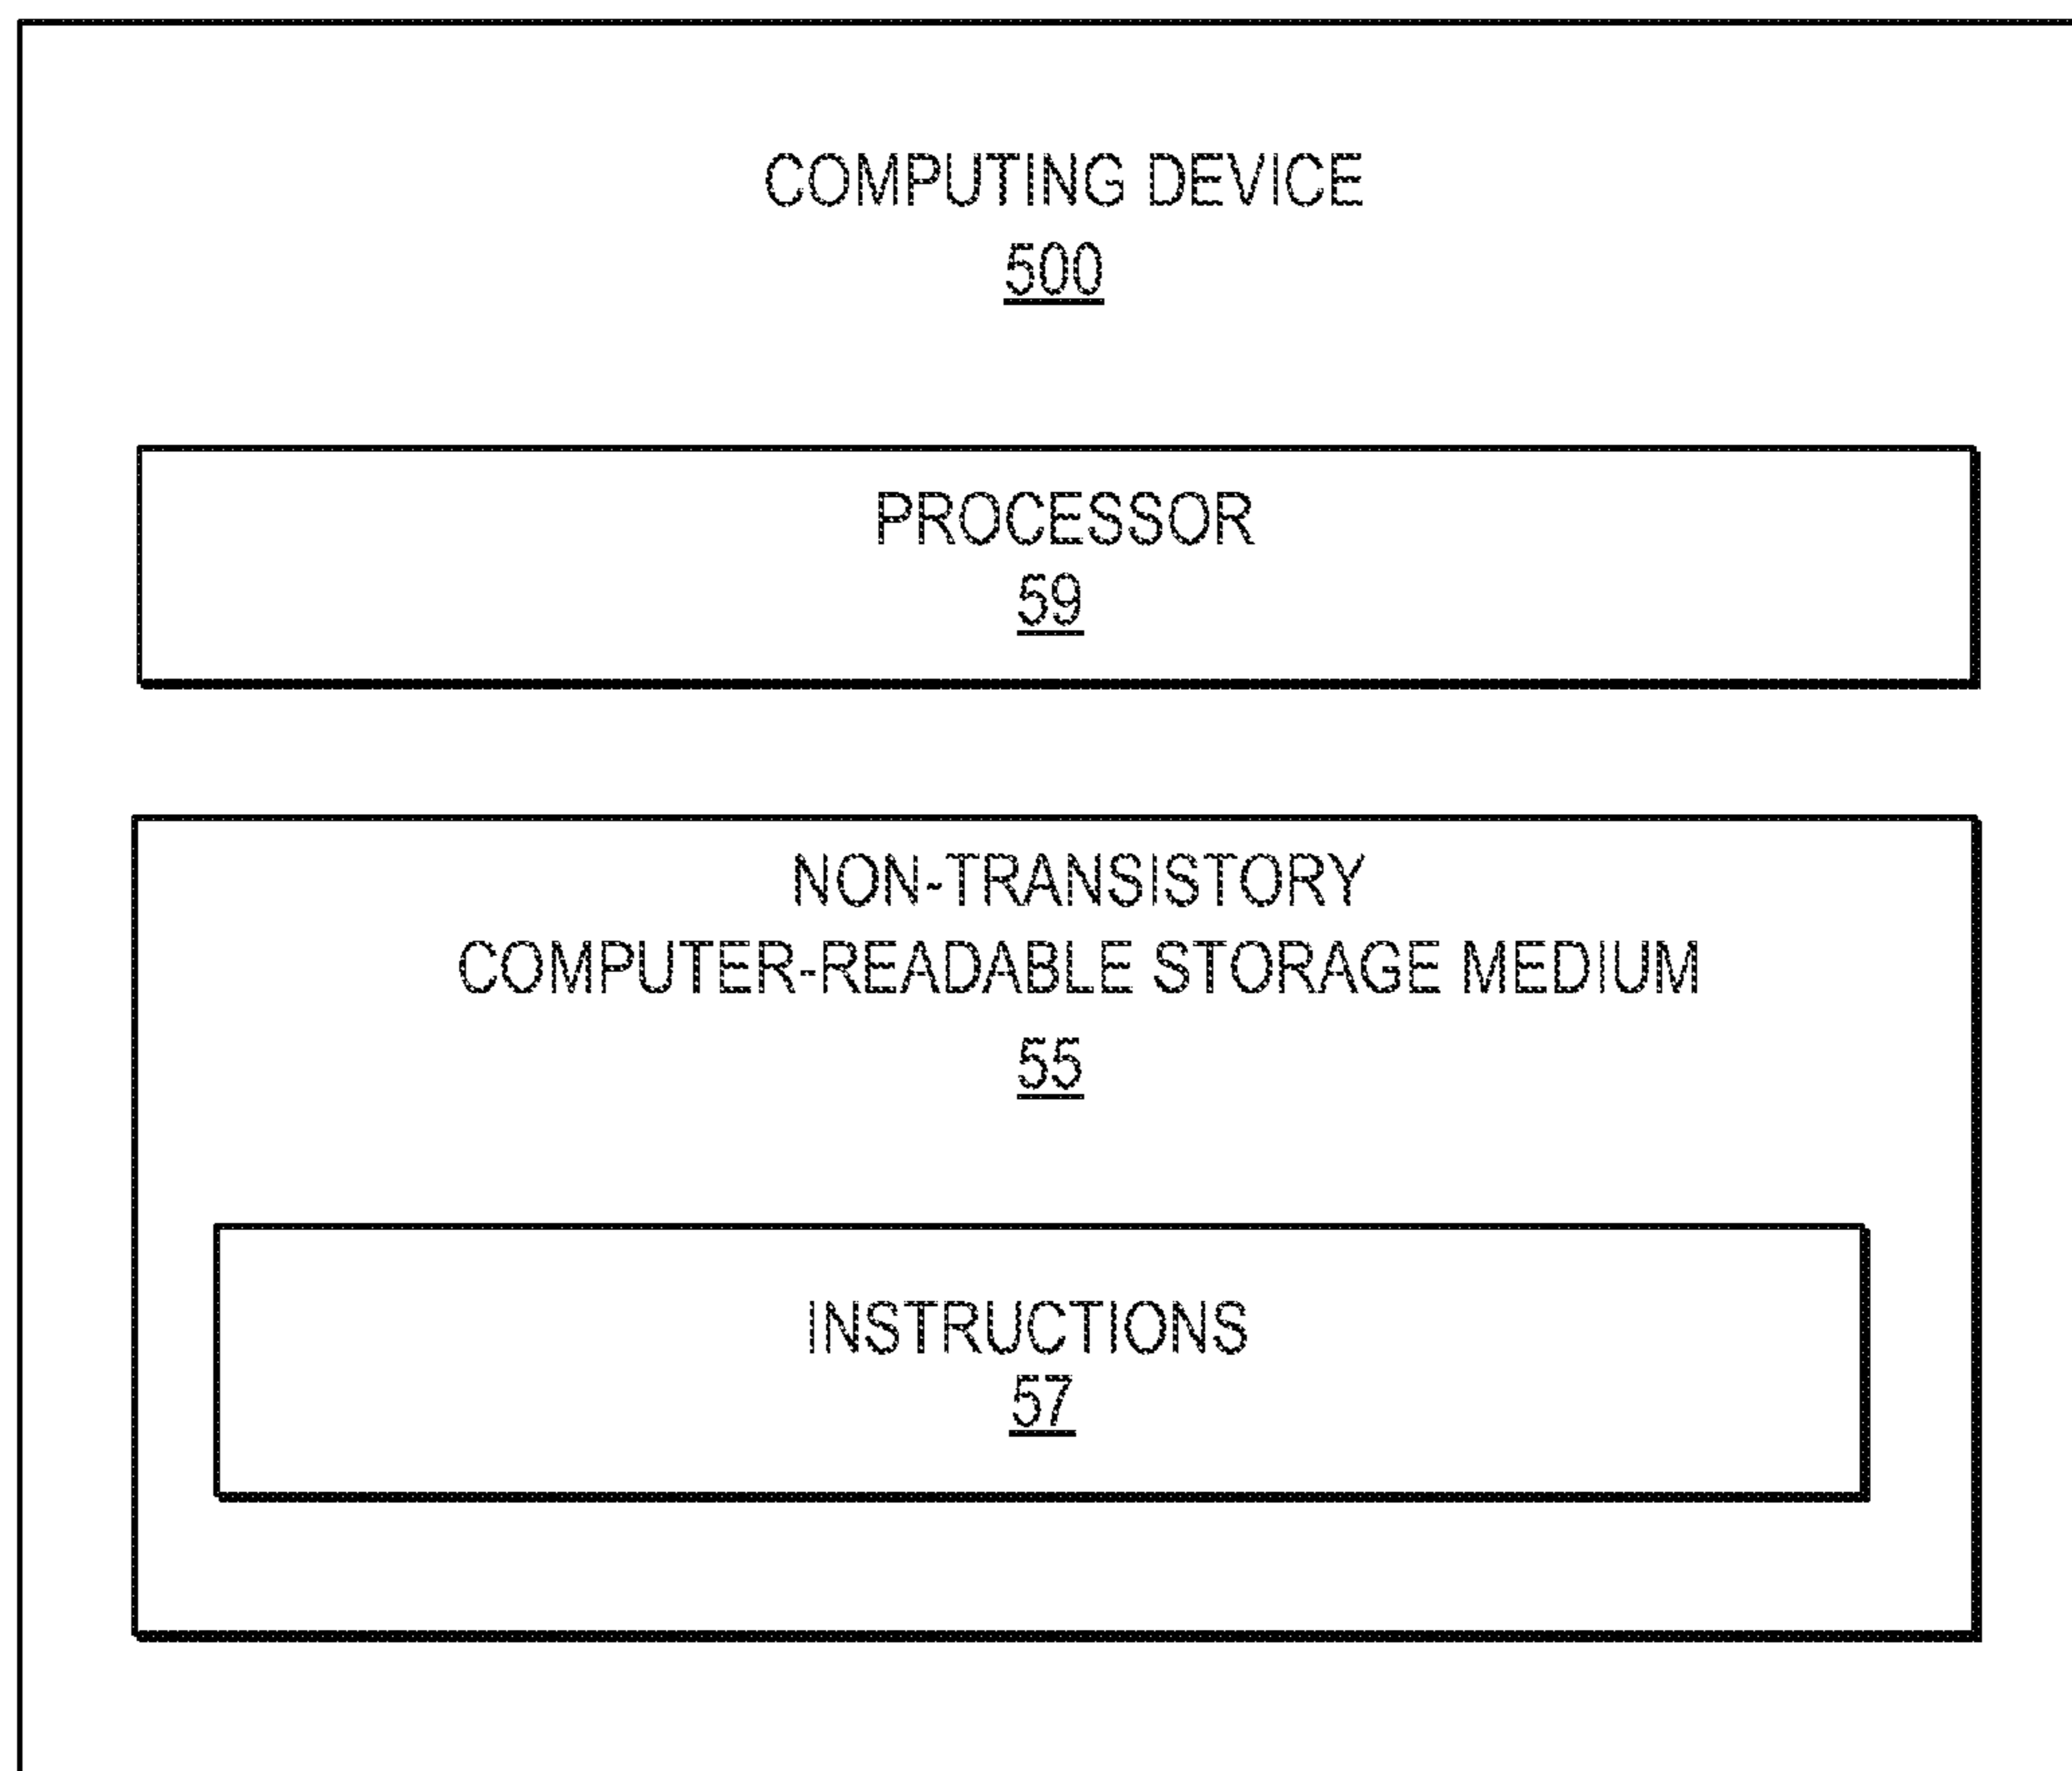 COMPUTING DEVICE
500
PROCESSOR
59
NON-TRANSISTORY
COMPUTER-READABLE STORAGE MEDIUM
55
INSTRUCTIONS
57